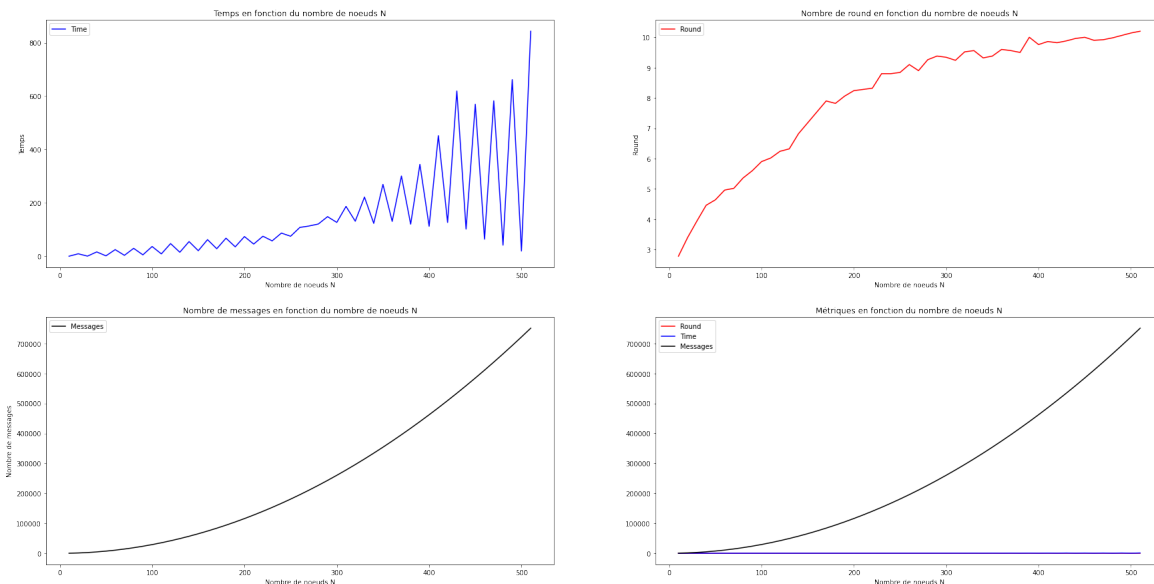 Temps en fonction du nombre de noeuds N
Time
800
600
400
200
0
Temps
0 100 200 300 400 500
Nombre de noeuds N
Nombre de round en fonction du nombre de noeuds N
Round
10
9
8
7
6
5
4
3
Round
0 100 200 300 400 500
Nombre de noeuds N
Nombre de messages en fonction du nombre de noeuds N
Messages
700000
600000
500000
400000
300000
200000
100000
0
Nombre de messages
0 100 200 300 400 500
Nombre de noeuds N
Métriques en fonction du nombre de noeuds N
Round
Time
Messages
700000
600000
500000
400000
300000
200000
100000
0
0 100 200 300 400 500
Nombre de noeuds N